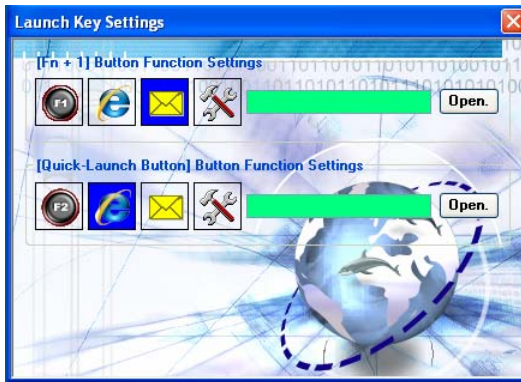 Launch Key Settings
[Fn + 1] Button Function Settings
F1
Open.
[Quick-Launch Button] Button Function Settings
F2
Open.